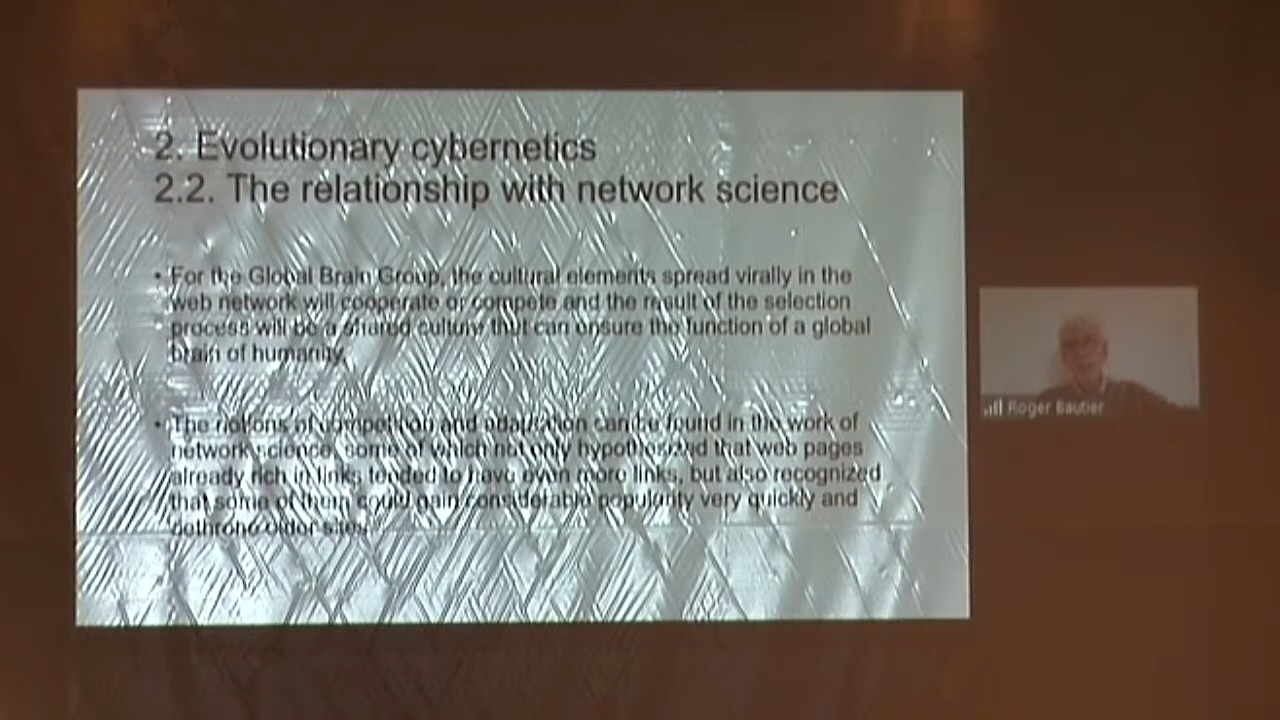 2. Evolutionary cybernetics
2.2. The relationship with network science
• For the Global Brain Group, the cultural elements spread virally in the
web network will cooperate or compete and the result of the selection
process will be a shared culture that can ensure the function of a global
brain of humanity.
• The notions of competition and adaptation can be found in the work of
network science, some of which not only hypothesized that web pages
already rich in links tended to have even more links, but also recognized
that some of them could gain considerable popularity very quickly and
dethrone older sites
Roger Bautier